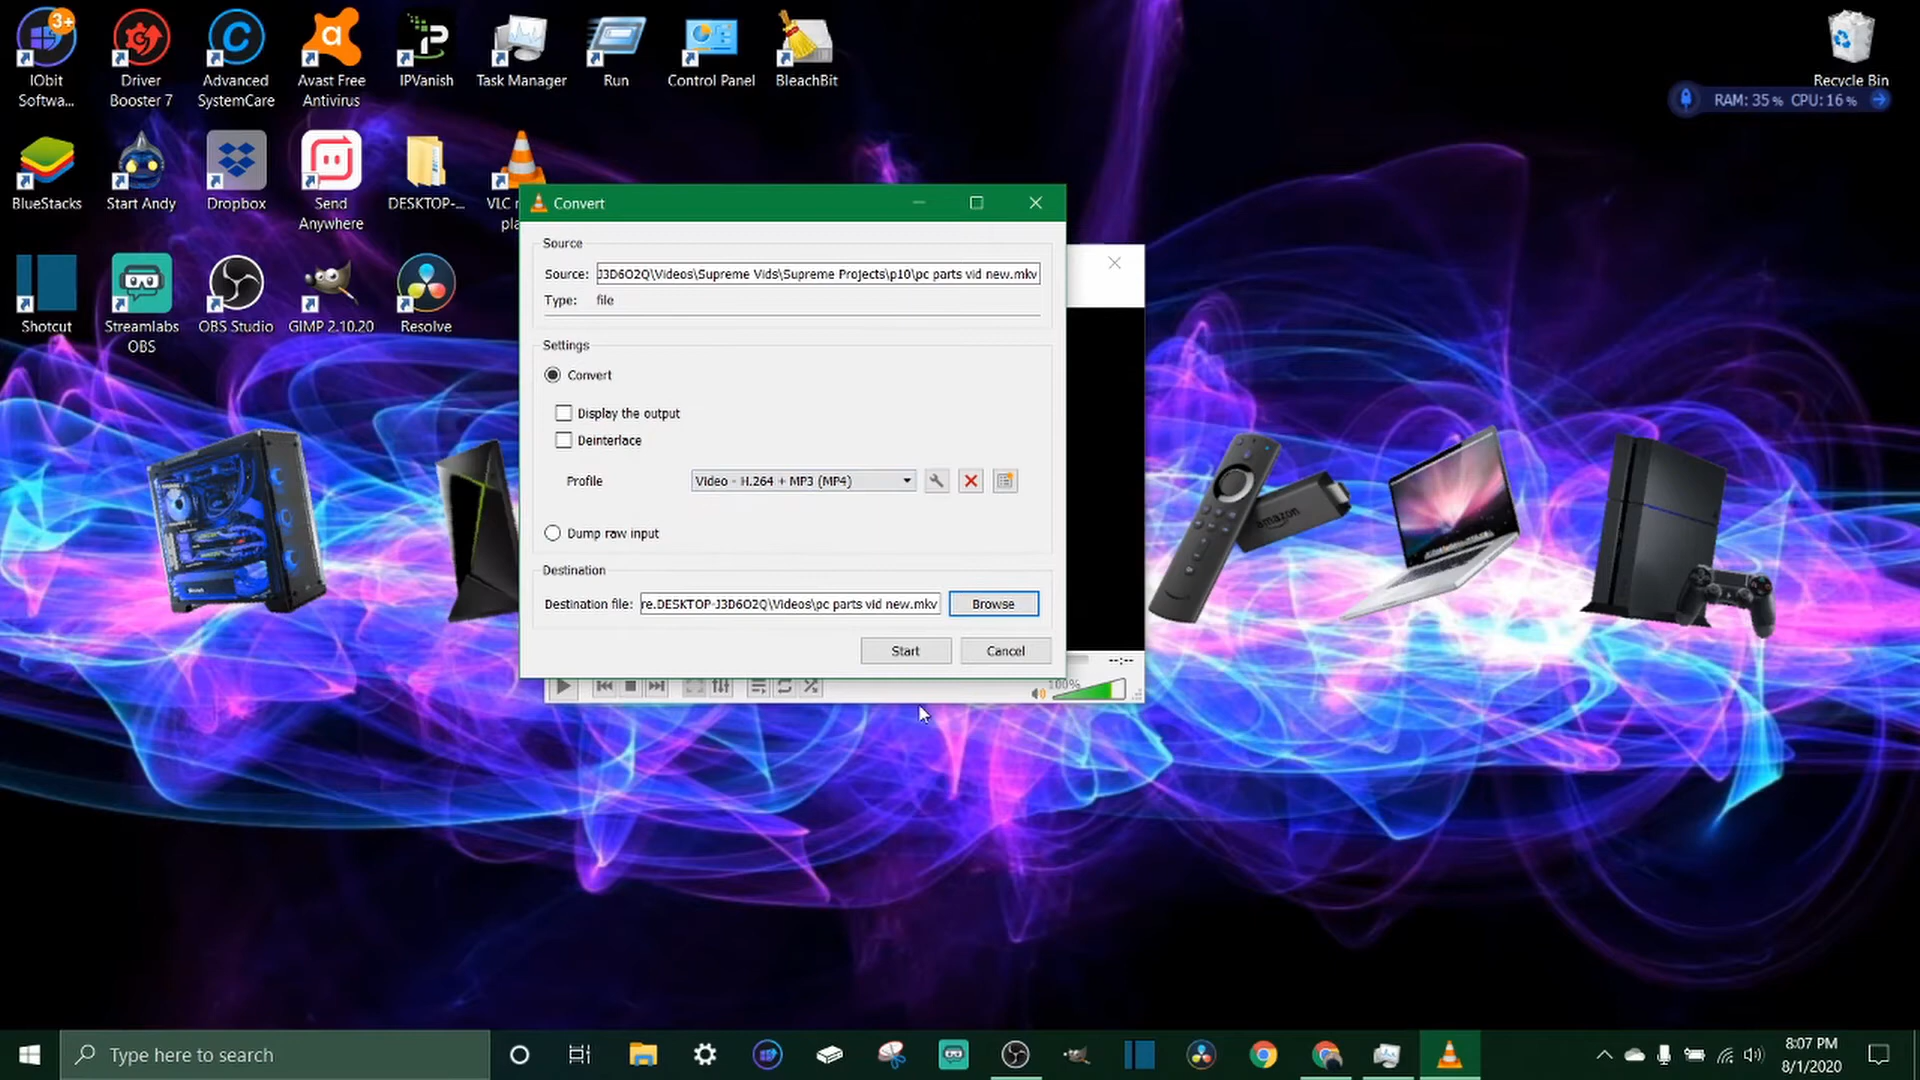 3+
IObit
Softwa...
Driver
Booster 7
Advanced
SystemCare
Avast Free
Antivirus
IPVanish
Task Manager
Run
Control Panel
BleachBit
Recycle Bin
RAM: 35% CPU: 16%
BlueStacks
Start Andy
Dropbox
Send
Anywhere
DESKTOP-...
Shotcut
Streamlabs
OBS
OBS Studio
GIMP 2.10.20
Resolve
Convert
Source
Source: J3D6O2Q\Videos\Supreme Vids\Supreme Projects\p10\pc parts vid new.mkv
Type: file
Settings
Convert
Display the output
Deinterlace
Profile Video - H.264 + MP3 (MP4)
Dump raw input
Destination
Destination file: re.DESKTOP-J3D6O2Q\Videos\pc parts vid new.mkv Browse
Start Cancel
--:--
100%
amazon
Type here to search
8:07 PM
8/1/2020